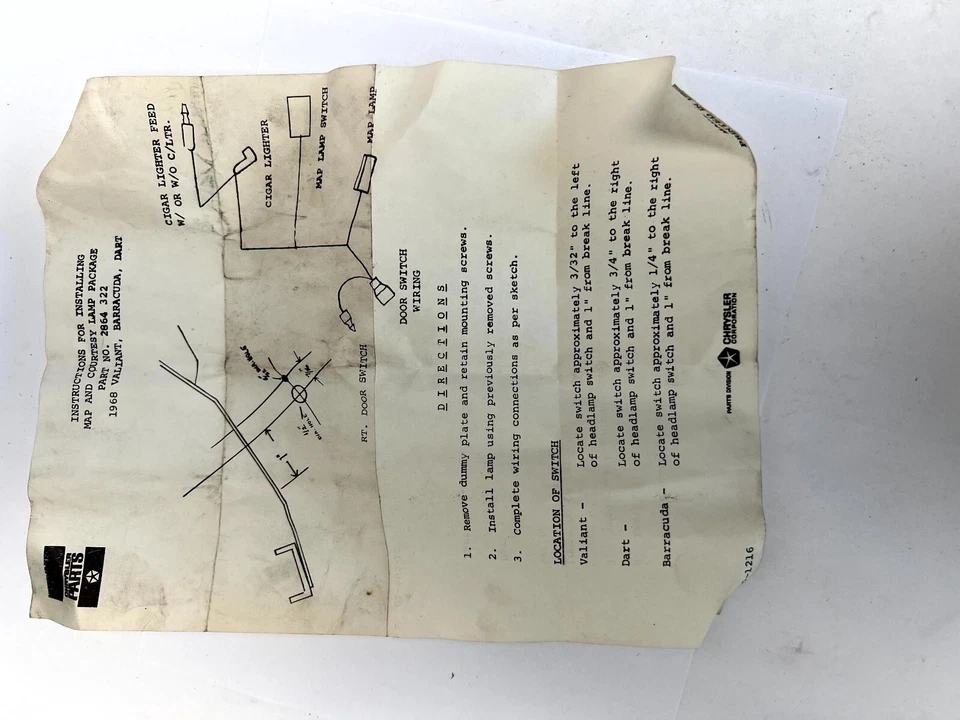 CHRYSLER
PARTS
INSTRUCTIONS FOR INSTALLING
MAP AND COURTESY LAMP PACKAGE
PART NO. 2864 322
1968 VALIANT, BARRACUDA, DART
CIGAR LIGHTER FEED
W/ OR W/O C/LTR.
CIGAR LIGHTER
MAP LAMP SWITCH
MAP LAMP
1"
1/2"
RT. DOOR SWITCH
DOOR SWITCH
WIRING
DIRECTIONS
1. Remove dummy plate and retain mounting screws.
2. Install lamp using previously removed screws.
3. Complete wiring connections as per sketch.
LOCATION OF SWITCH
Valiant - Locate switch approximately 3/32" to the left
of headlamp switch and 1" from break line.
Dart - Locate switch approximately 3/4" to the right
of headlamp switch and 1" from break line.
Barracuda - Locate switch approximately 1/4" to the right
of headlamp switch and 1" from break line.
PARTS DIVISION
CHRYSLER
CORPORATION
-1216